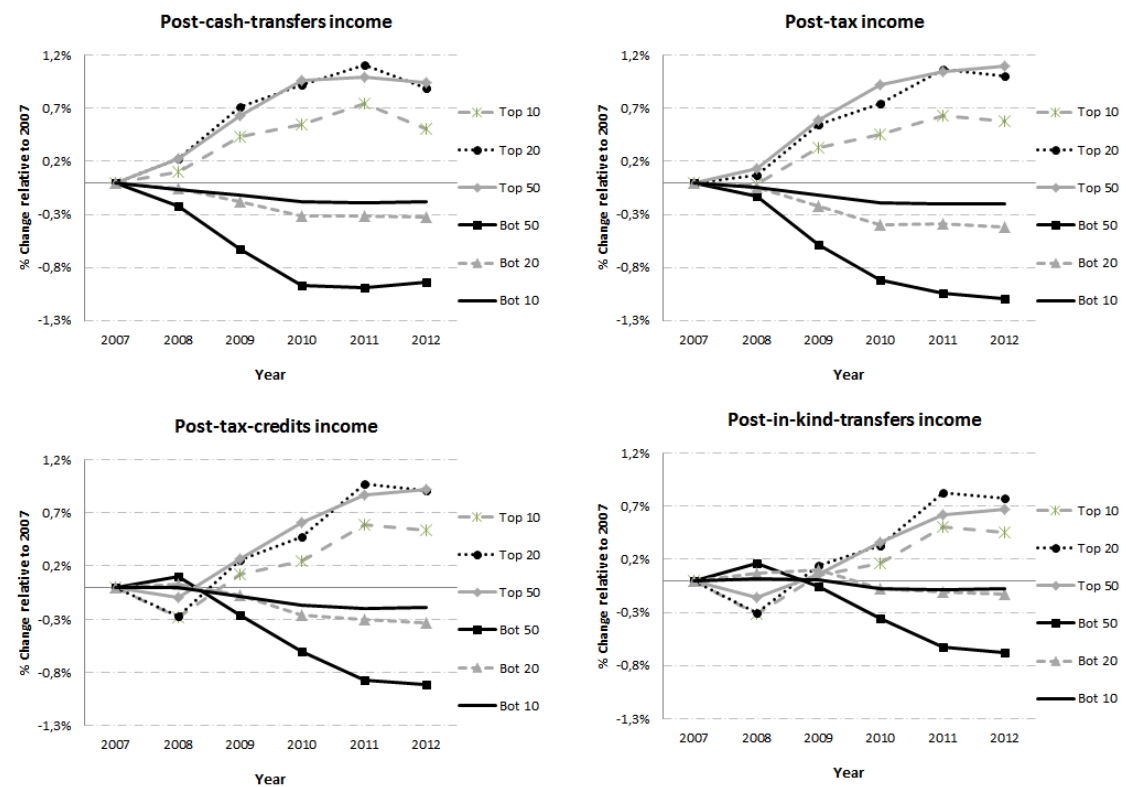 Post-cash-transfers income
% Change relative to 2007
1,2%
0,7%
0,2%
-0,3%
-0,8%
-1,3%
2007 2008 2009 2010 2011 2012
Year
Top 10
Top 20
Top 50
Bot 50
Bot 20
Bot 10
Post-tax income
% Change relative to 2007
1,2%
0,7%
0,2%
-0,3%
-0,8%
-1,3%
2007 2008 2009 2010 2011 2012
Year
Top 10
Top 20
Top 50
Bot 50
Bot 20
Bot 10
Post-tax-credits income
% Change relative to 2007
1,2%
0,7%
0,2%
-0,3%
-0,8%
-1,3%
2007 2008 2009 2010 2011 2012
Year
Top 10
Top 20
Top 50
Bot 50
Bot 20
Bot 10
Post-in-kind-transfers income
% Change relative to 2007
1,2%
0,7%
0,2%
-0,3%
-0,8%
-1,3%
2007 2008 2009 2010 2011 2012
Year
Top 10
Top 20
Top 50
Bot 50
Bot 20
Bot 10